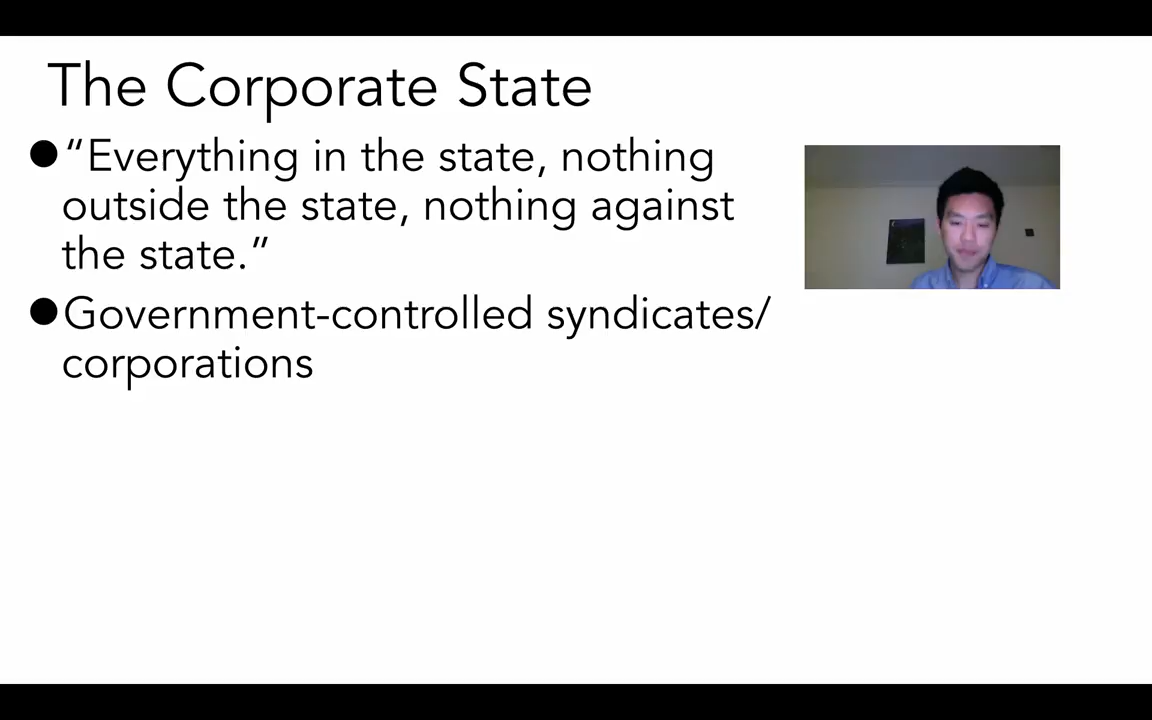 The Corporate State
●“Everything in the state, nothing
outside the state, nothing against
the state.”
●Government-controlled syndicates/
corporations